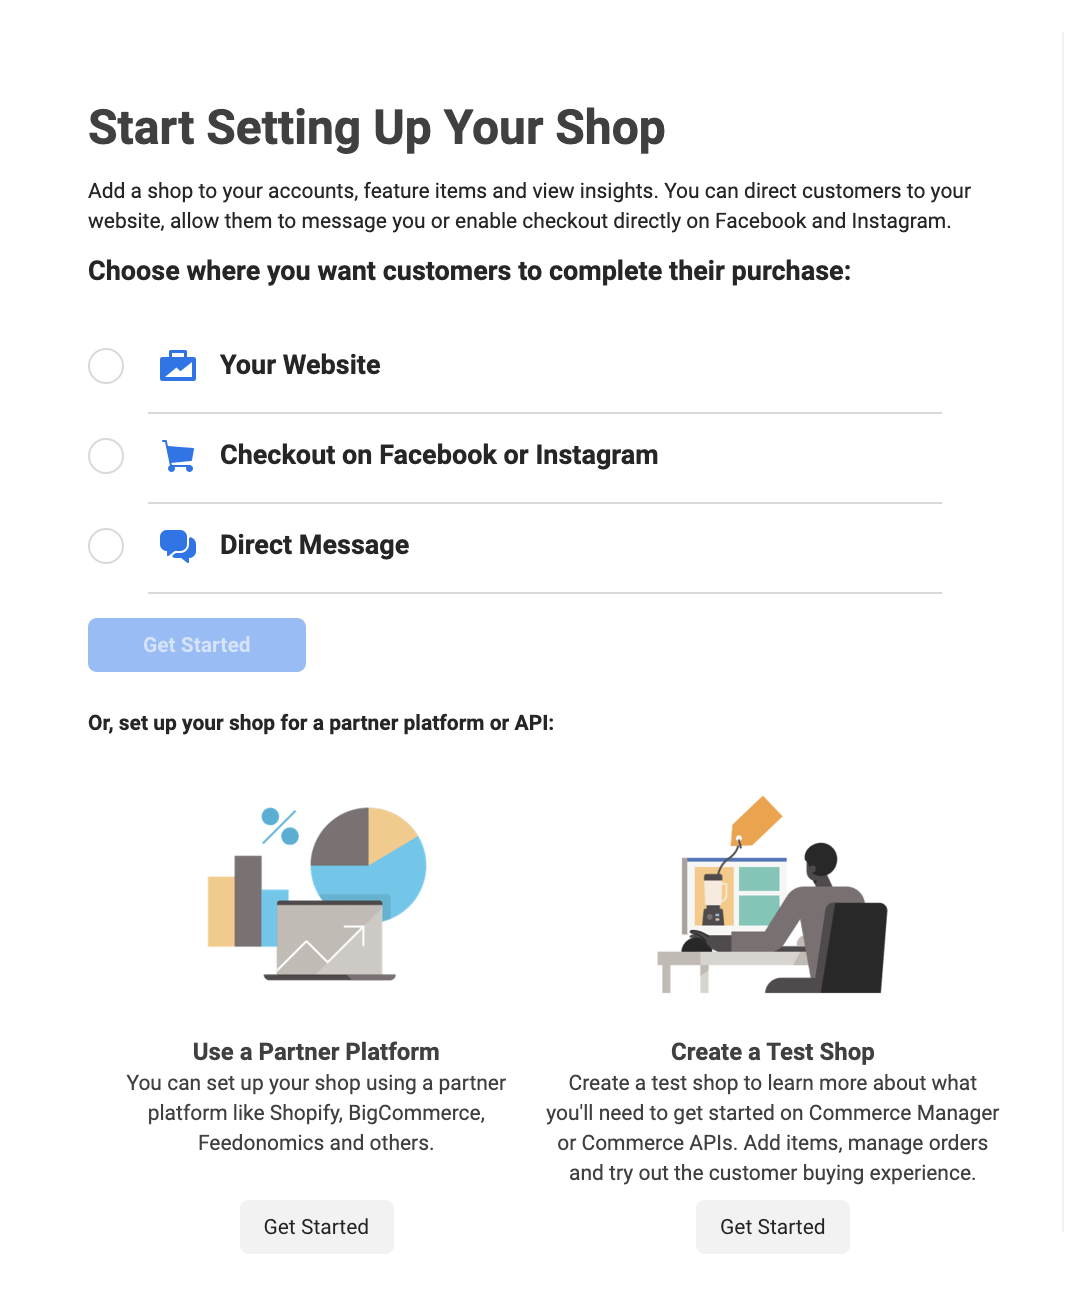 Start Setting Up Your Shop
Add a shop to your accounts, feature items and view insights. You can direct customers to your
website, allow them to message you or enable checkout directly on Facebook and Instagram.
Choose where you want customers to complete their purchase:
Your Website
Checkout on Facebook or Instagram
Direct Message
Get Started
Or, set up your shop for a partner platform or API:
Use a Partner Platform
You can set up your shop using a partner
platform like Shopify, BigCommerce,
Feedonomics and others.
Get Started
Create a Test Shop
Create a test shop to learn more about what
you'll need to get started on Commerce Manager
or Commerce APIs. Add items, manage orders
and try out the customer buying experience.
Get Started